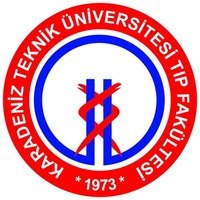 KARADENİZ TEKNİK ÜNİVERSİTESİ TIP FAKÜLTESİ
* 1973 *